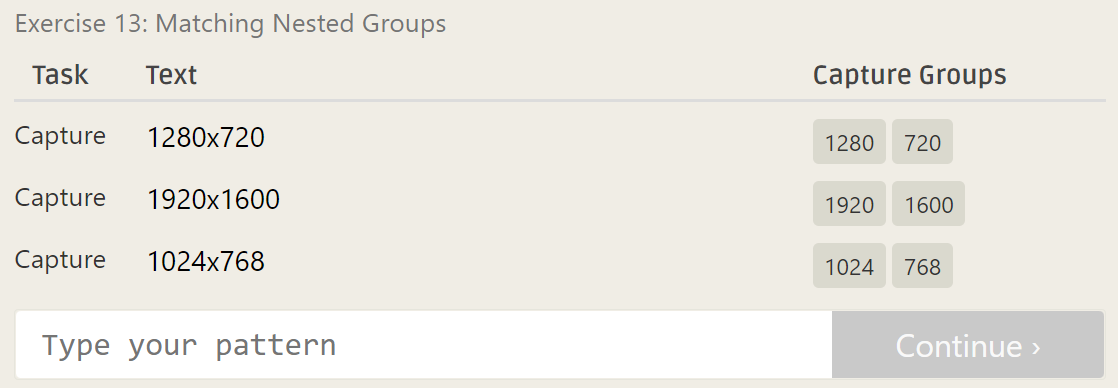 Exercise 13: Matching Nested Groups
Task Text Capture Groups
Capture 1280x720 1280 720
Capture 1920x1600 1920 1600
Capture 1024x768 1024 768
Type your pattern Continue ›